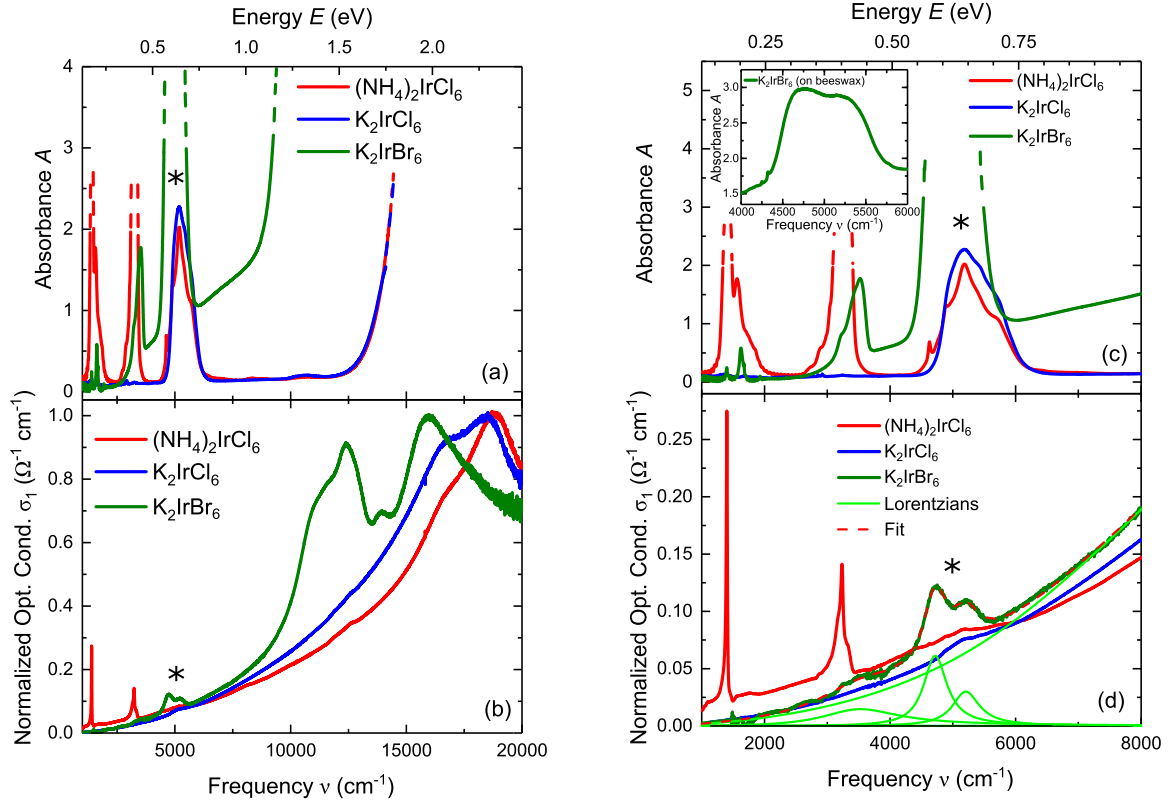 Energy E (eV)
0.5 1.0 1.5 2.0
4
3
2
1
0
Absorbance A
(NH₄)₂IrCl₆
K₂IrCl₆
K₂IrBr₆
*
(a)
1.0
0.8
0.6
0.4
0.2
0.0
Normalized Opt. Cond. σ₁ (Ω⁻¹ cm⁻¹)
(NH₄)₂IrCl₆
K₂IrCl₆
K₂IrBr₆
*
(b)
5000 10000 15000 20000
Frequency ν (cm⁻¹)
Energy E (eV)
0.25 0.50 0.75
5
4
3
2
1
0
Absorbance A
K₂IrBr₆ (on beeswax)
3.0
2.5
2.0
1.5
Absorbance A
4000 4500 5000 5500 6000
Frequency ν (cm⁻¹)
(NH₄)₂IrCl₆
K₂IrCl₆
K₂IrBr₆
*
(c)
0.25
0.20
0.15
0.10
0.05
0.00
Normalized Opt. Cond. σ₁ (Ω⁻¹ cm⁻¹)
(NH₄)₂IrCl₆
K₂IrCl₆
K₂IrBr₆
Lorentzians
Fit
*
(d)
2000 4000 6000 8000
Frequency ν (cm⁻¹)